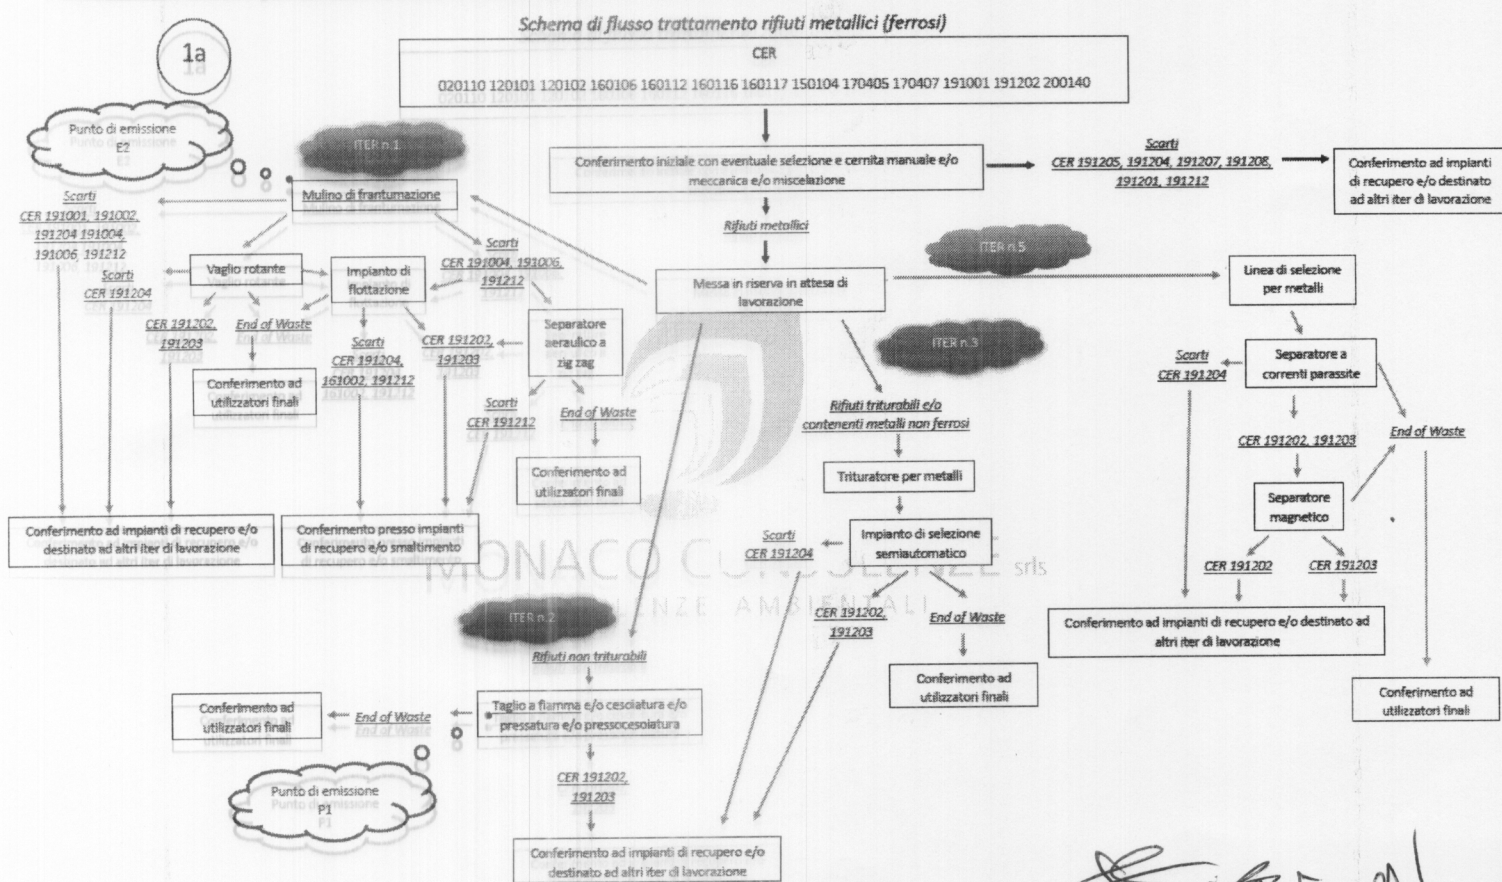 Schema di flusso trattamento rifiuti metallici (ferrosi)
1a
CER
020110 120101 120102 160106 160112 160116 160117 150104 170405 170407 191001 191202 200140
Punto di emissione
E2
ITER n.1
Conferimento iniziale con eventuale selezione e cernita manuale e/o
meccanica e/o miscelazione
Scarti
CER 191205, 191204, 191207, 191208,
191201, 191212
Conferimento ad impianti
di recupero e/o destinato
ad altri iter di lavorazione
Mulino di frantumazione
Scarti
CER 191001, 191002,
191204 191004,
191006, 191212
Rifiuti metallici
ITER n.5
Scarti
CER 191004, 191006,
191212
Vaglio rotante
Impianto di
flottazione
Scarti
CER 191204
Messa in riserva in attesa di
lavorazione
Linea di selezione
per metalli
CER 191202,
191203
End of Waste
Scarti
CER 191204,
161002, 191212
CER 191202,
191203
Separatore
aeraulico a
zig zag
ITER n.3
Scarti
CER 191204
Separatore a
correnti parassite
Conferimento ad
utilizzatori finali
Scarti
CER 191212
End of Waste
Rifiuti triturabili e/o
contenenti metalli non ferrosi
CER 191202, 191203
End of Waste
Conferimento ad
utilizzatori finali
Trituratore per metalli
Separatore
magnetico
Conferimento ad impianti di recupero e/o
destinato ad altri iter di lavorazione
Conferimento presso impianti
di recupero e/o smaltimento
Scarti
CER 191204
Impianto di selezione
semiautomatico
CER 191202
CER 191203
MONACO CONSULENZE srls
CONSULENZE AMBIENTALI
ITER n.2
CER 191202,
191203
End of Waste
Conferimento ad impianti di recupero e/o destinato ad
altri iter di lavorazione
Rifiuti non triturabili
Conferimento ad
utilizzatori finali
Conferimento ad
utilizzatori finali
Conferimento ad
utilizzatori finali
End of Waste
Taglio a fiamma e/o cesoiatura e/o
pressatura e/o pressocesoiatura
Punto di emissione
P1
CER 191202,
191203
Conferimento ad impianti di recupero e/o
destinato ad altri iter di lavorazione